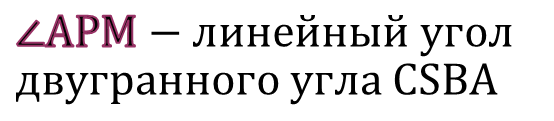 ∠APM — линейный угол
двугранного угла CSBA